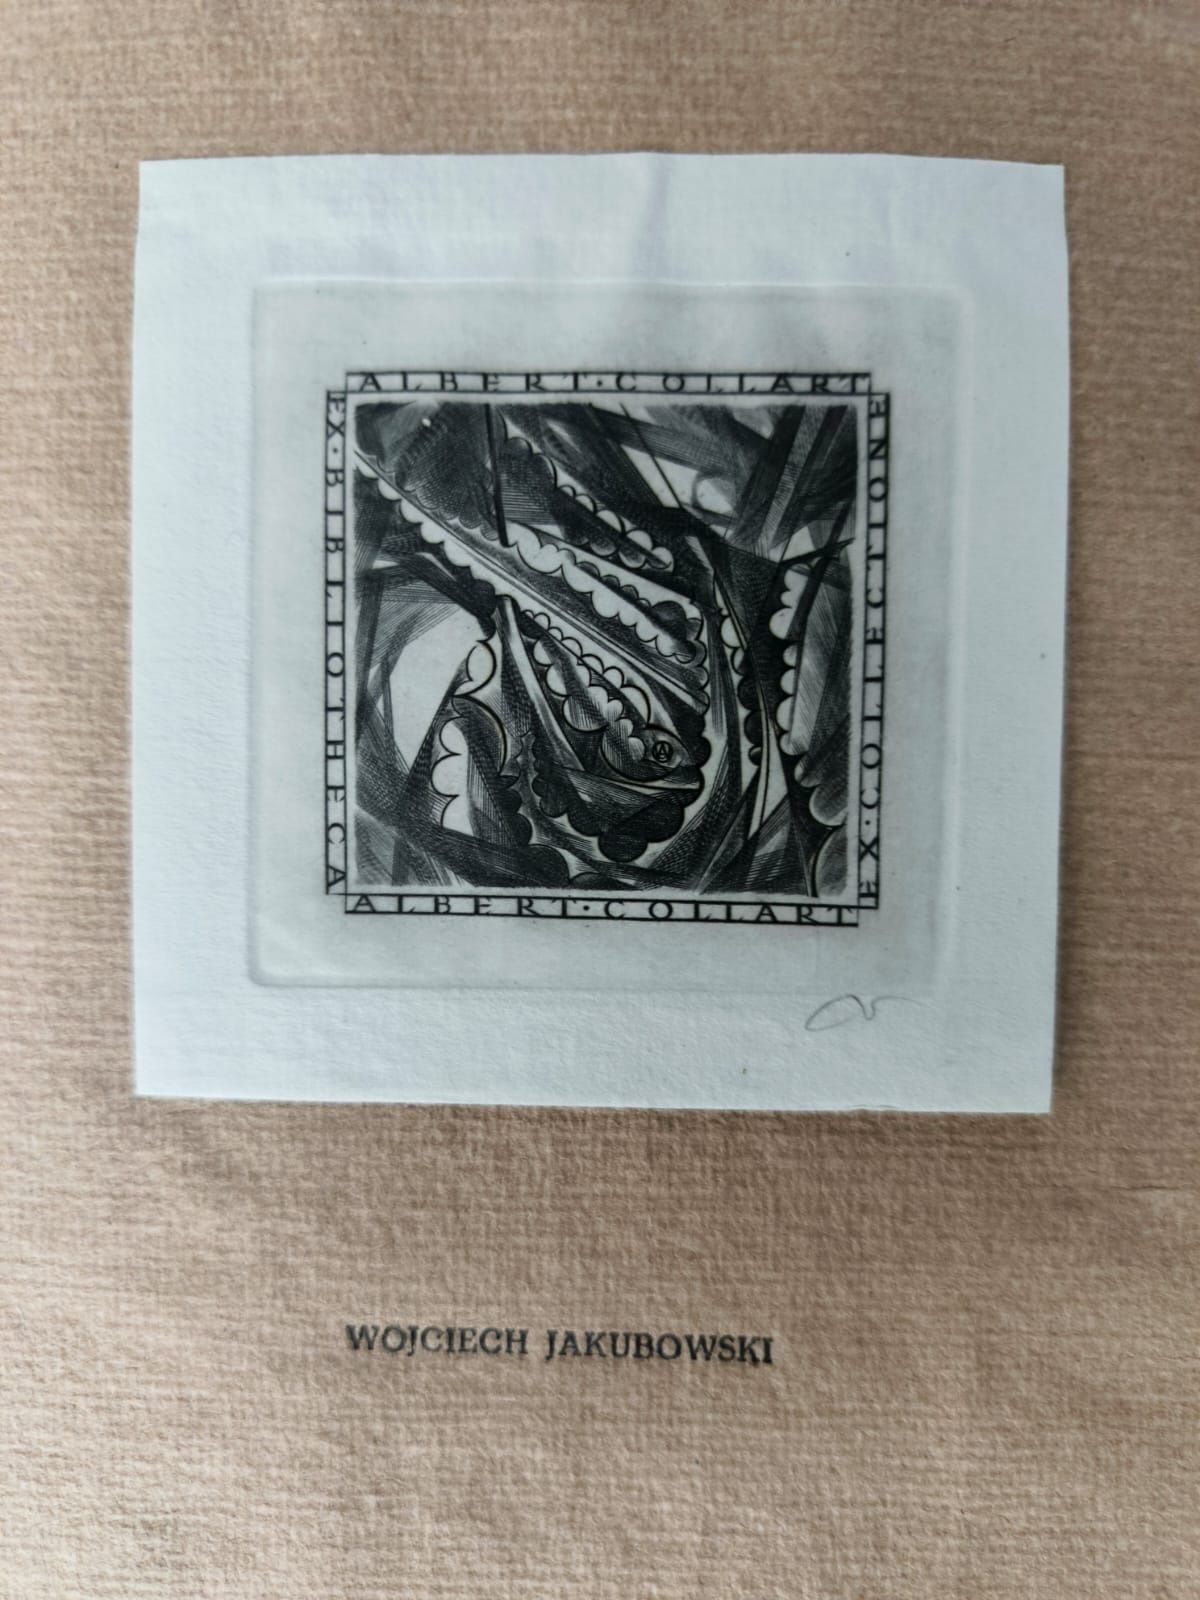 ALBERT · COLLART
EX · BIBLIOTHECA
EX · COLLECTIONE
ALBERT · COLLART
WOJCIECH JAKUBOWSKI